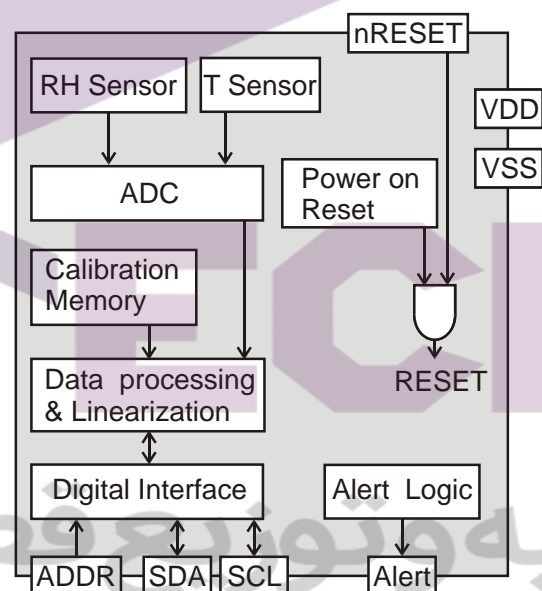 nRESET
RH Sensor
T Sensor
VDD
VSS
ADC
Power on
Reset
Calibration
Memory
Data processing
& Linearization
RESET
Digital Interface
Alert Logic
ADDR
SDA
SCL
Alert